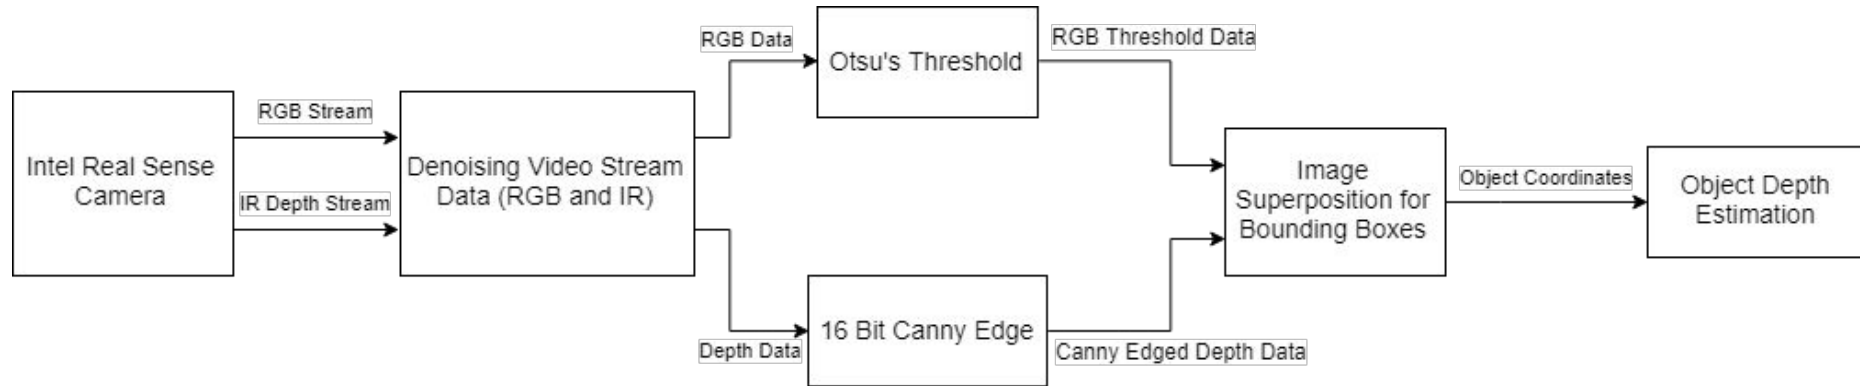 Intel Real Sense
Camera
RGB Stream
IR Depth Stream
Denoising Video Stream
Data (RGB and IR)
RGB Data
Depth Data
Otsu's Threshold
16 Bit Canny Edge
RGB Threshold Data
Canny Edged Depth Data
Image
Superposition for
Bounding Boxes
Object Coordinates
Object Depth
Estimation